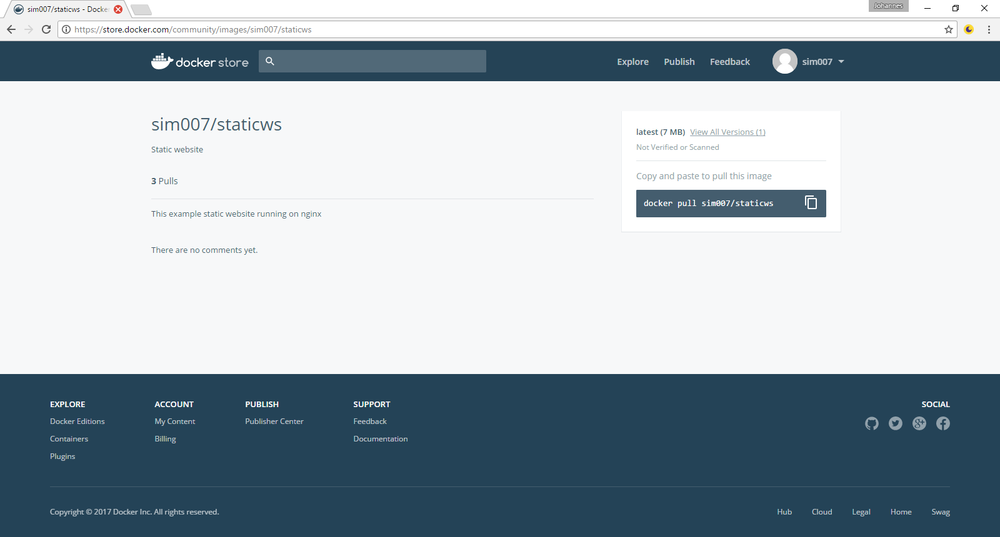 sim007/staticws - Docke
Johannes
https://store.docker.com/community/images/sim007/staticws
docker store
Explore
Publish
Feedback
sim007
sim007/staticws
Static website
3 Pulls
This example static website running on nginx
There are no comments yet.
latest (7 MB) View All Versions (1)
Not Verified or Scanned
Copy and paste to pull this image
docker pull sim007/staticws
EXPLORE
Docker Editions
Containers
Plugins
ACCOUNT
My Content
Billing
PUBLISH
Publisher Center
SUPPORT
Feedback
Documentation
SOCIAL
Copyright © 2017 Docker Inc. All rights reserved.
Hub
Cloud
Legal
Home
Swag